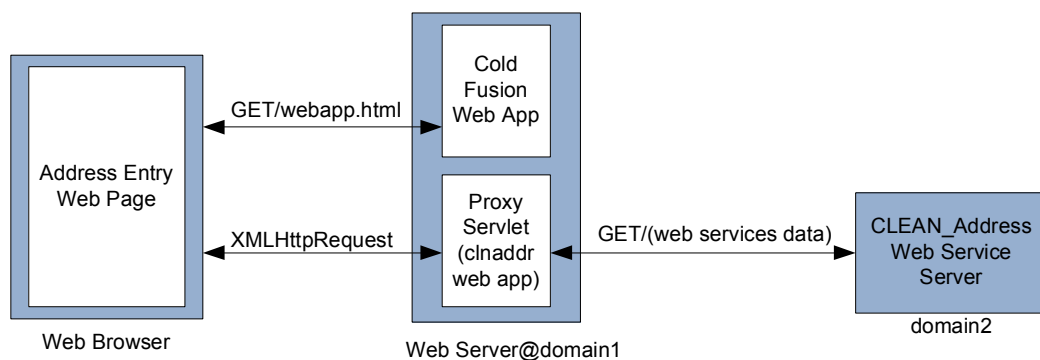 Address Entry
Web Page
Web Browser
GET/webapp.html
XMLHttpRequest
Cold
Fusion
Web App
Proxy
Servlet
(clnaddr
web app)
Web Server@domain1
GET/(web services data)
CLEAN_Address
Web Service
Server
domain2